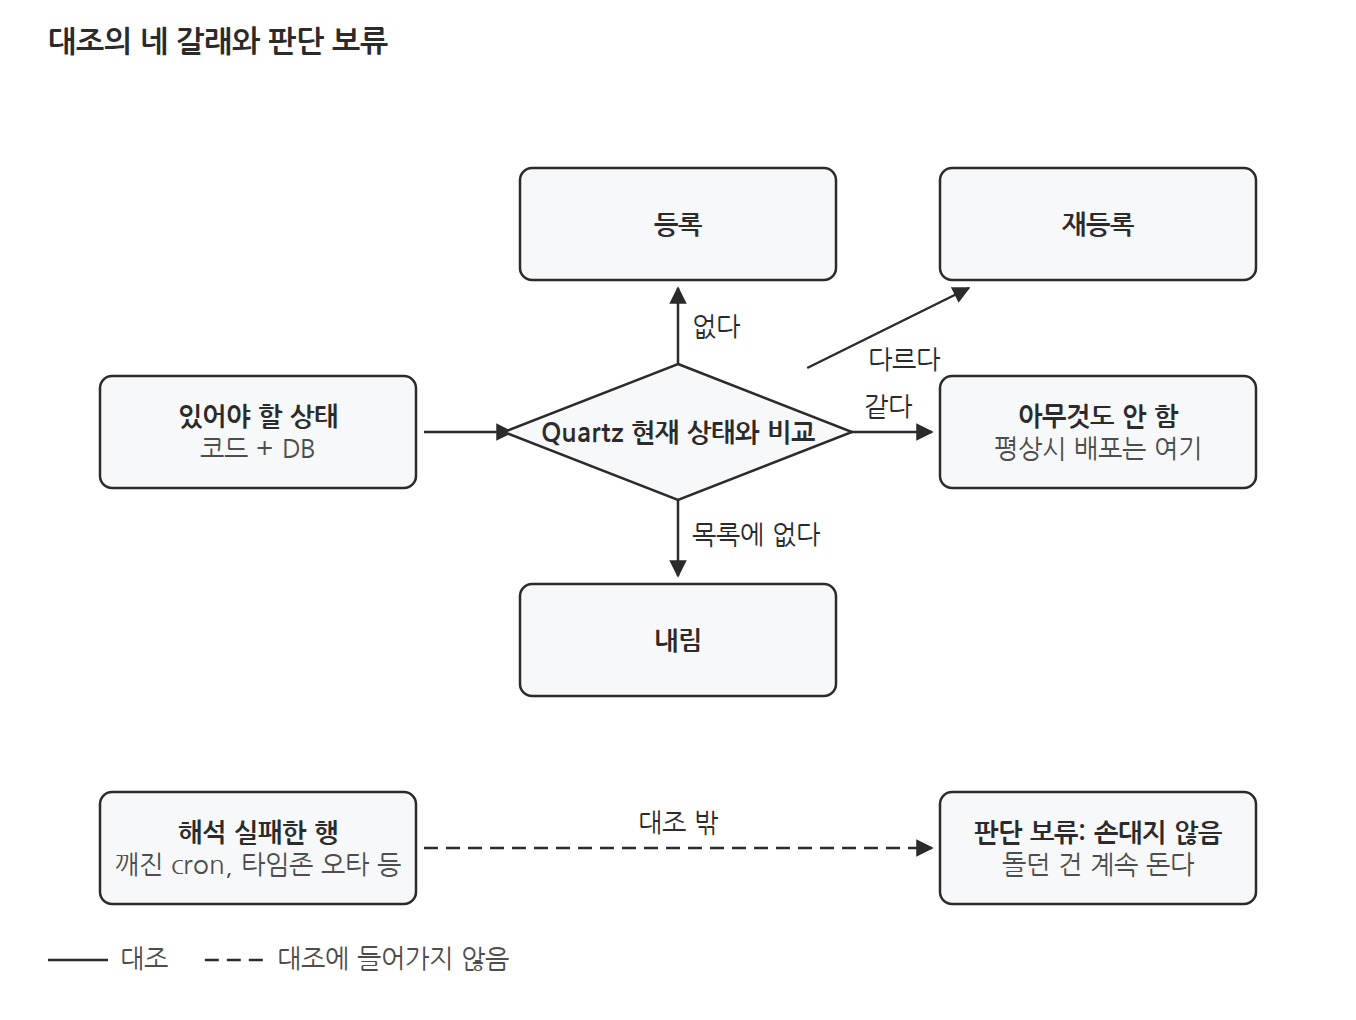 대조의 네 갈래와 판단 보류
등록
재등록
없다
다르다
같다
있어야 할 상태
코드 + DB
Quartz 현재 상태와 비교
아무것도 안 함
평상시 배포는 여기
목록에 없다
내림
해석 실패한 행
깨진 cron, 타임존 오타 등
대조 밖
판단 보류: 손대지 않음
돌던 건 계속 돈다
대조
대조에 들어가지 않음